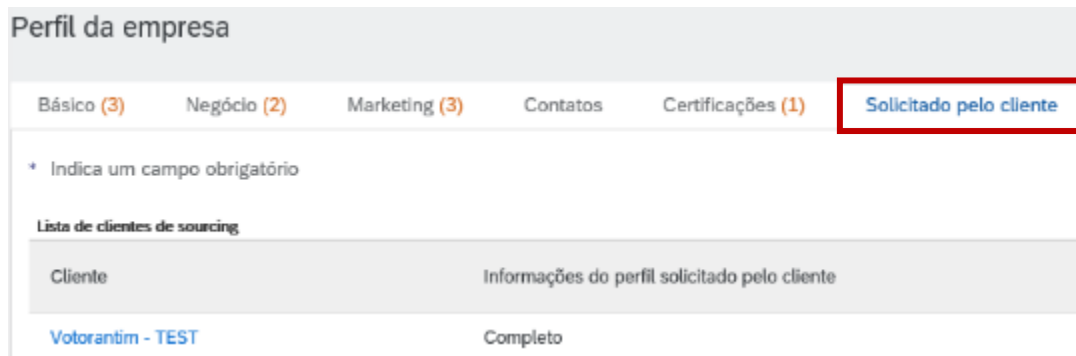 Perfil da empresa
Básico (3) Negócio (2) Marketing (3) Contatos Certificações (1) Solicitado pelo cliente
* Indica um campo obrigatório
Lista de clientes de sourcing
Cliente Informações do perfil solicitado pelo cliente
Votorantim - TEST Completo